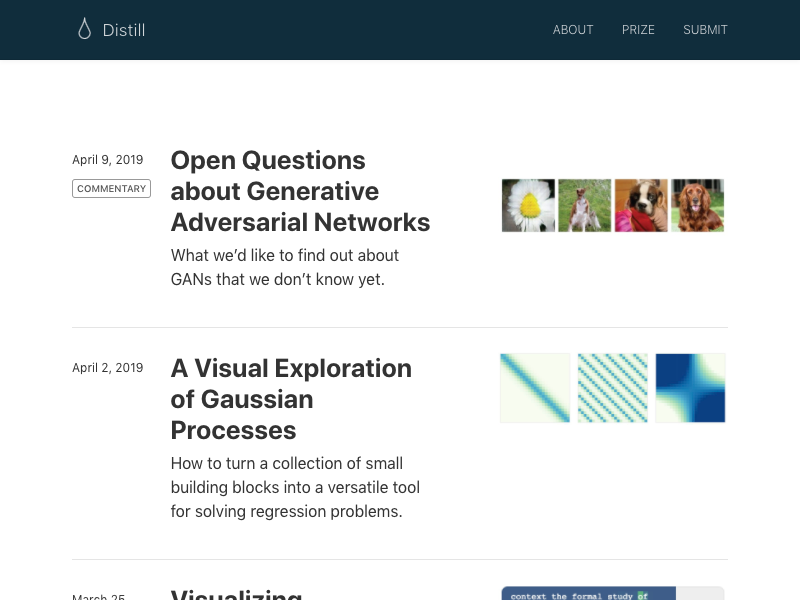 Distill
ABOUT
PRIZE
SUBMIT
April 9, 2019
COMMENTARY
Open Questions
about Generative
Adversarial Networks
What we’d like to find out about
GANs that we don’t know yet.
April 2, 2019
A Visual Exploration
of Gaussian
Processes
How to turn a collection of small
building blocks into a versatile tool
for solving regression problems.
March 25
Visualizing
context the formal study of